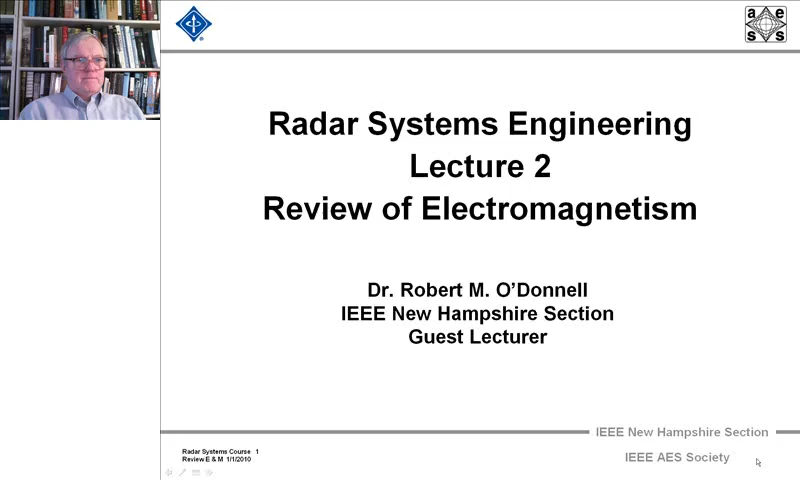 a e
s s
Radar Systems Engineering
Lecture 2
Review of Electromagnetism
Dr. Robert M. O'Donnell
IEEE New Hampshire Section
Guest Lecturer
IEEE New Hampshire Section
IEEE AES Society
Radar Systems Course 1
Review E & M 1/1/2010